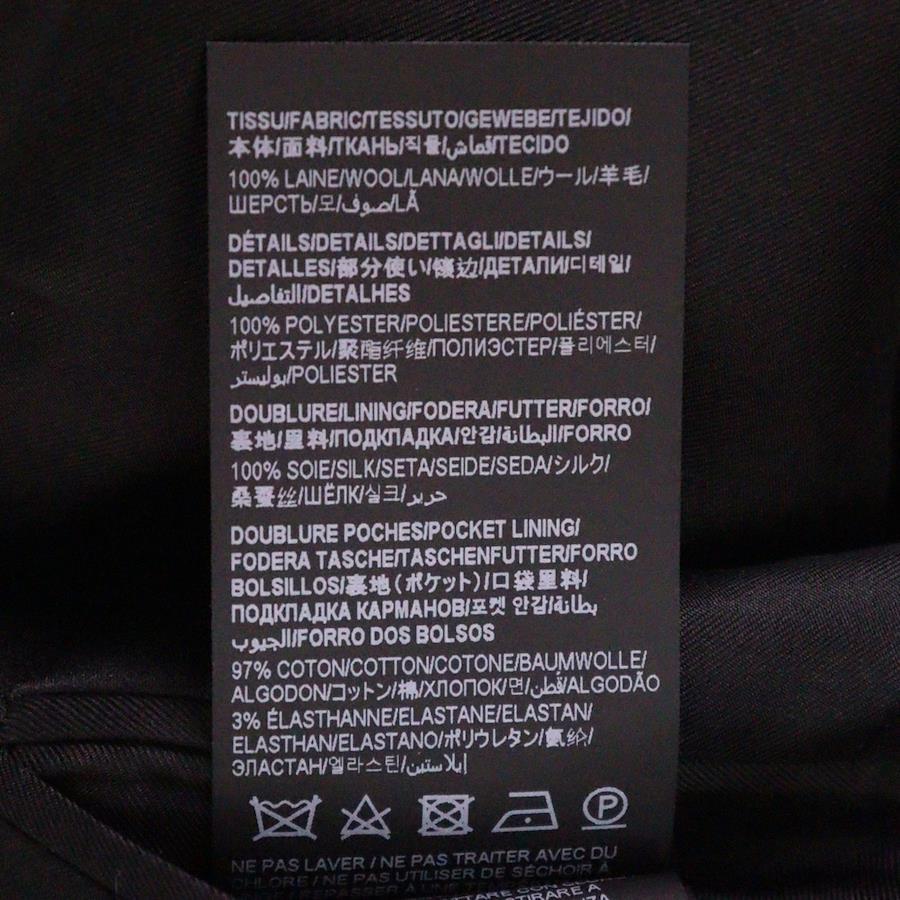 TISSU/FABRIC/TESSUTO/GEWEBE/TEJIDO/
本体/面料/ТКАНЬ/직물/قماش/TECIDO
100% LAINE/WOOL/LANA/WOLLE/ウール/羊毛/
ШЕРСТЬ/모/صوف/LÃ
DÉTAILS/DETAILS/DETTAGLI/DETAILS/
DETALLES/部分使い/镶边/ДЕТАЛИ/디테일/
التفاصيل/DETALHES
100% POLYESTER/POLIESTERE/POLIÉSTER/
ポリエステル/聚酯纤维/ПОЛИЭСТЕР/폴리에스터/
بوليستر/POLIESTER
DOUBLURE/LINING/FODERA/FUTTER/FORRO/
裏地/里料/ПОДКЛАДКА/안감/البطانة/FORRO
100% SOIE/SILK/SETA/SEIDE/SEDA/シルク/
桑蚕丝/ШЁЛК/실크/حرير
DOUBLURE POCHES/POCKET LINING/
FODERA TASCHE/TASCHENFUTTER/FORRO
BOLSILLOS/裏地(ポケット)/口袋里料/
ПОДКЛАДКА КАРМАНОВ/포켓 안감/بطانة
الجيوب/FORRO DOS BOLSOS
97% COTON/COTTON/COTONE/BAUMWOLLE/
ALGODON/コットン/棉/ХЛОПОК/면/قطن/ALGODÃO
3% ÉLASTHANNE/ELASTANE/ELASTAN/
ELASTHAN/ELASTANO/ポリウレタン/氨纶/
ЭЛАСТАН/엘라스틴/إيلاستين
P
NE PAS LAVER / NE PAS TRAITER AVEC DU
CHLORE / NE PAS UTILISER DE SÉCHOIR À